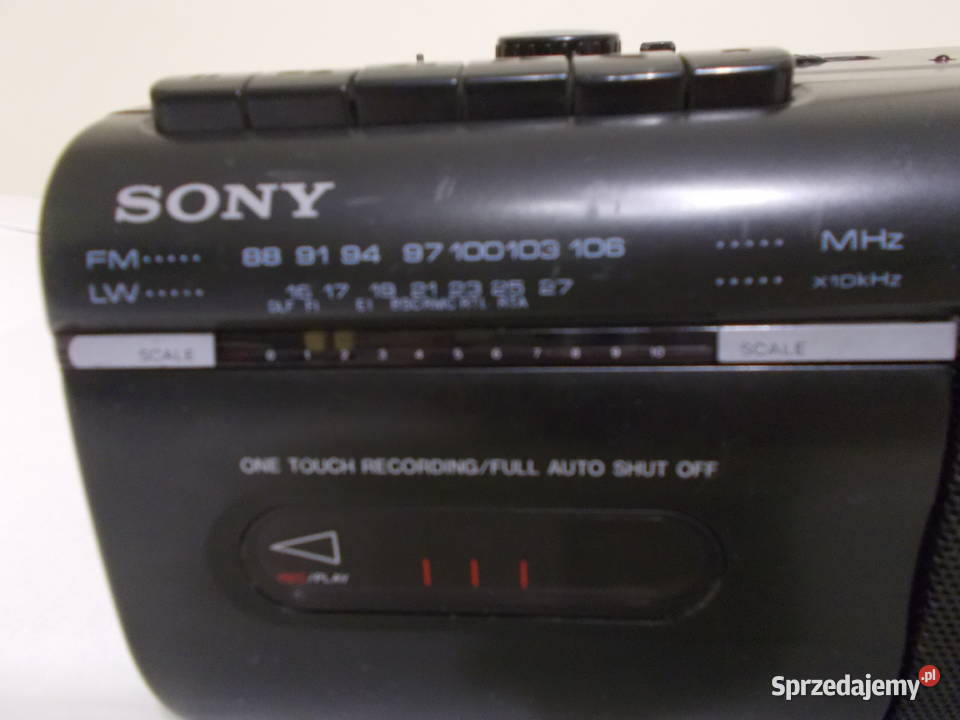 SONY
FM 88 91 94 97 100 103 106 MHz
LW 16 17 19 21 23 25 27 x10kHz
SCALE 0 1 2 3 4 5 6 7 8 9 10 SCALE
ONE TOUCH RECORDING/FULL AUTO SHUT OFF
REC/PLAY
Sprzedajemy.pl